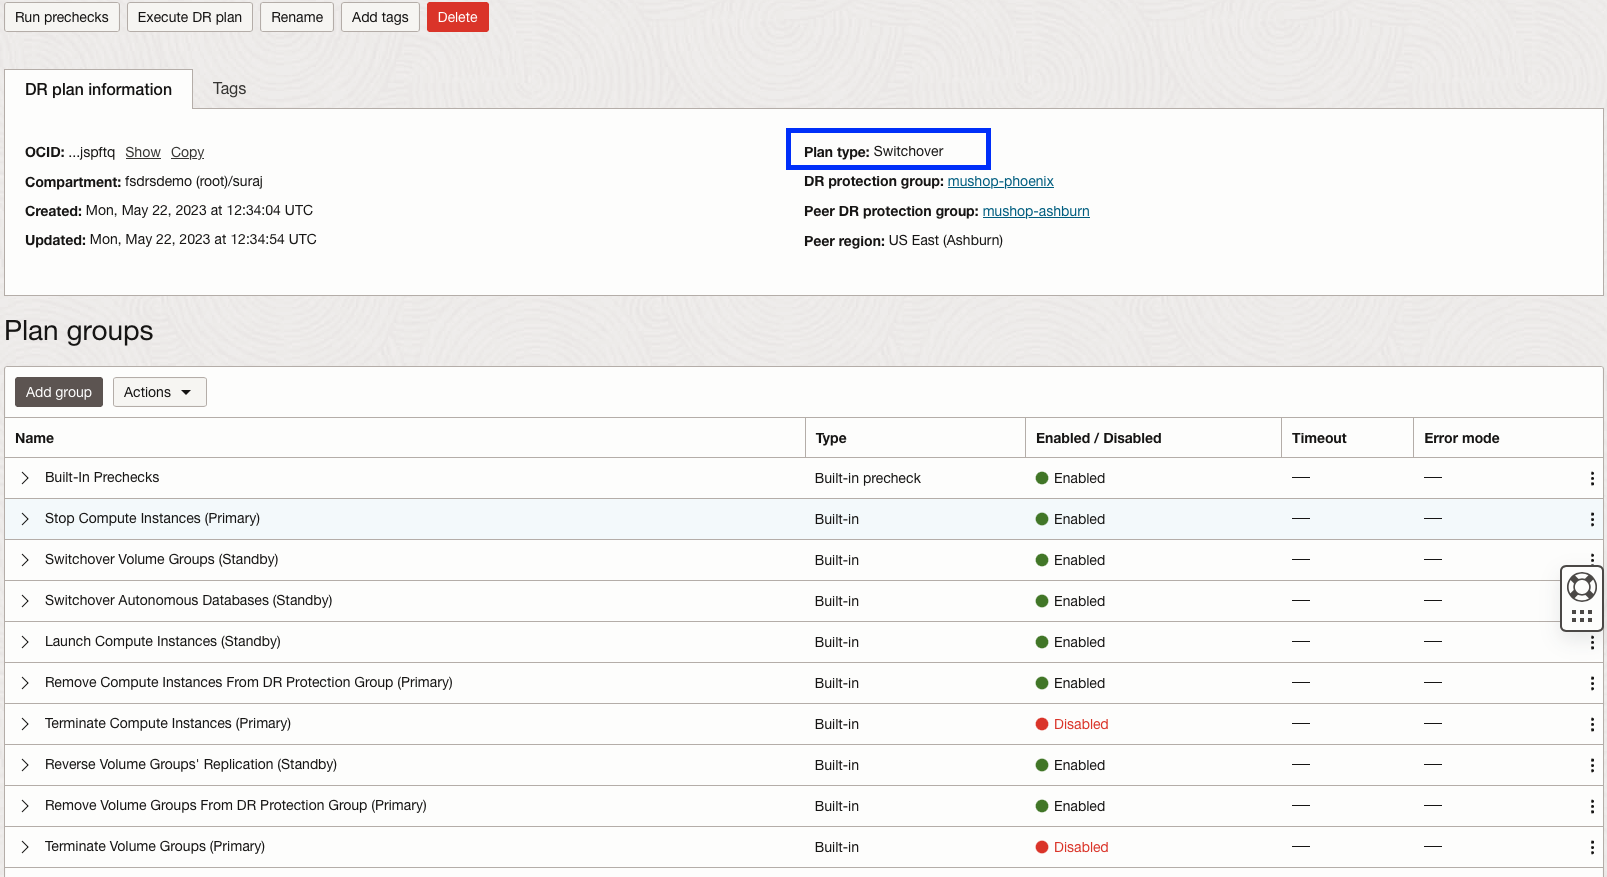 Run prechecks Execute DR plan Rename Add tags Delete
DR plan information Tags
OCID: ...jspftq Show Copy
Compartment: fsdrsdemo (root)/suraj
Created: Mon, May 22, 2023 at 12:34:04 UTC
Updated: Mon, May 22, 2023 at 12:34:54 UTC
Plan type: Switchover
DR protection group: mushop-phoenix
Peer DR protection group: mushop-ashburn
Peer region: US East (Ashburn)
Plan groups
Add group Actions
Name Type Enabled / Disabled Timeout Error mode
Built-In Prechecks Built-in precheck Enabled — —
Stop Compute Instances (Primary) Built-in Enabled — —
Switchover Volume Groups (Standby) Built-in Enabled — —
Switchover Autonomous Databases (Standby) Built-in Enabled — —
Launch Compute Instances (Standby) Built-in Enabled — —
Remove Compute Instances From DR Protection Group (Primary) Built-in Enabled — —
Terminate Compute Instances (Primary) Built-in Disabled — —
Reverse Volume Groups' Replication (Standby) Built-in Enabled — —
Remove Volume Groups From DR Protection Group (Primary) Built-in Enabled — —
Terminate Volume Groups (Primary) Built-in Disabled — —